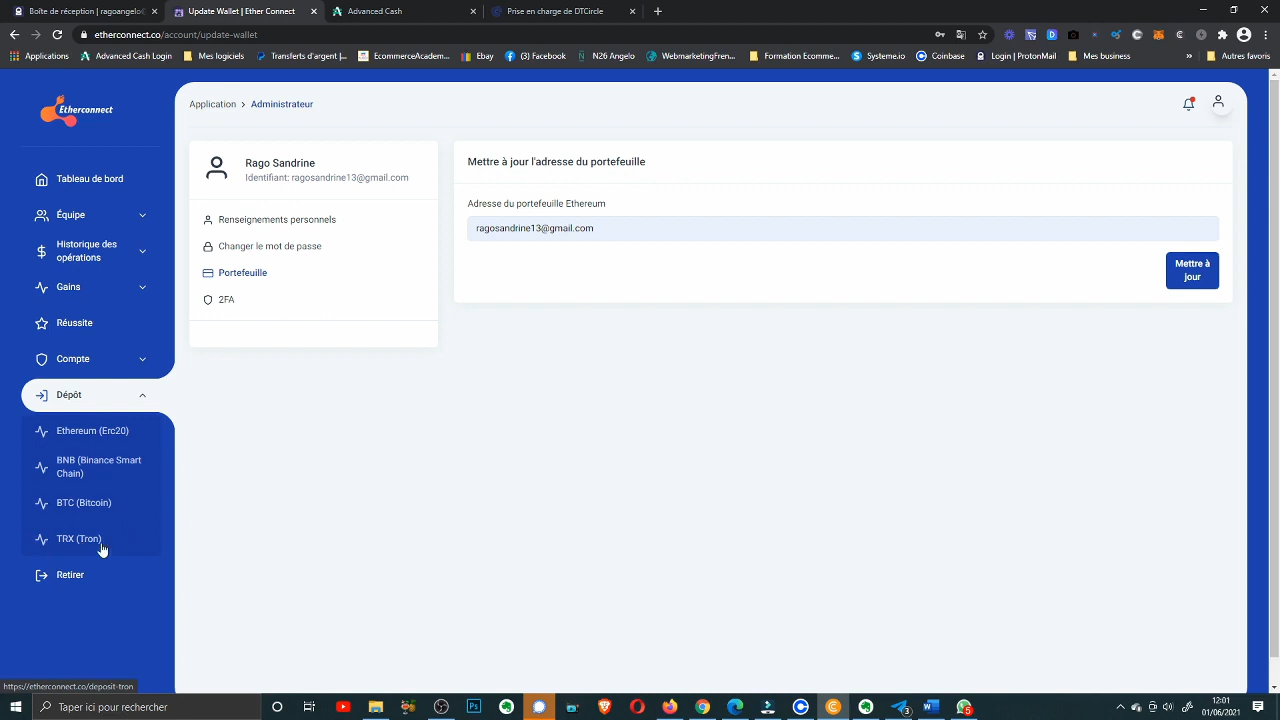 Boîte de réception | ragoangelo(
Update Wallet | Ether Connect
Advanced Cash
Prise en charge de DTCircle
etherconnect.co/account/update-wallet
Applications
Advanced Cash Login
Mes logiciels
Transferts d'argent |...
EcommerceAcadem...
Ebay
(3) Facebook
N26 Angelo
WebmarketingFren...
Formation Ecomme...
Systeme.io
Coinbase
Login | ProtonMail
Mes business
»
Autres favoris
Etherconnect
Application > Administrateur
Tableau de bord
Équipe
Historique des
opérations
Gains
Réussite
Compte
Dépôt
Ethereum (Erc20)
BNB (Binance Smart
Chain)
BTC (Bitcoin)
TRX (Tron)
Retirer
Rago Sandrine
Identifiant: ragosandrine13@gmail.com
Renseignements personnels
Changer le mot de passe
Portefeuille
2FA
Mettre à jour l'adresse du portefeuille
Adresse du portefeuille Ethereum
ragosandrine13@gmail.com
Mettre à
jour
https://etherconnect.co/deposit-tron
Taper ici pour rechercher
3
5
12:01
01/06/2021